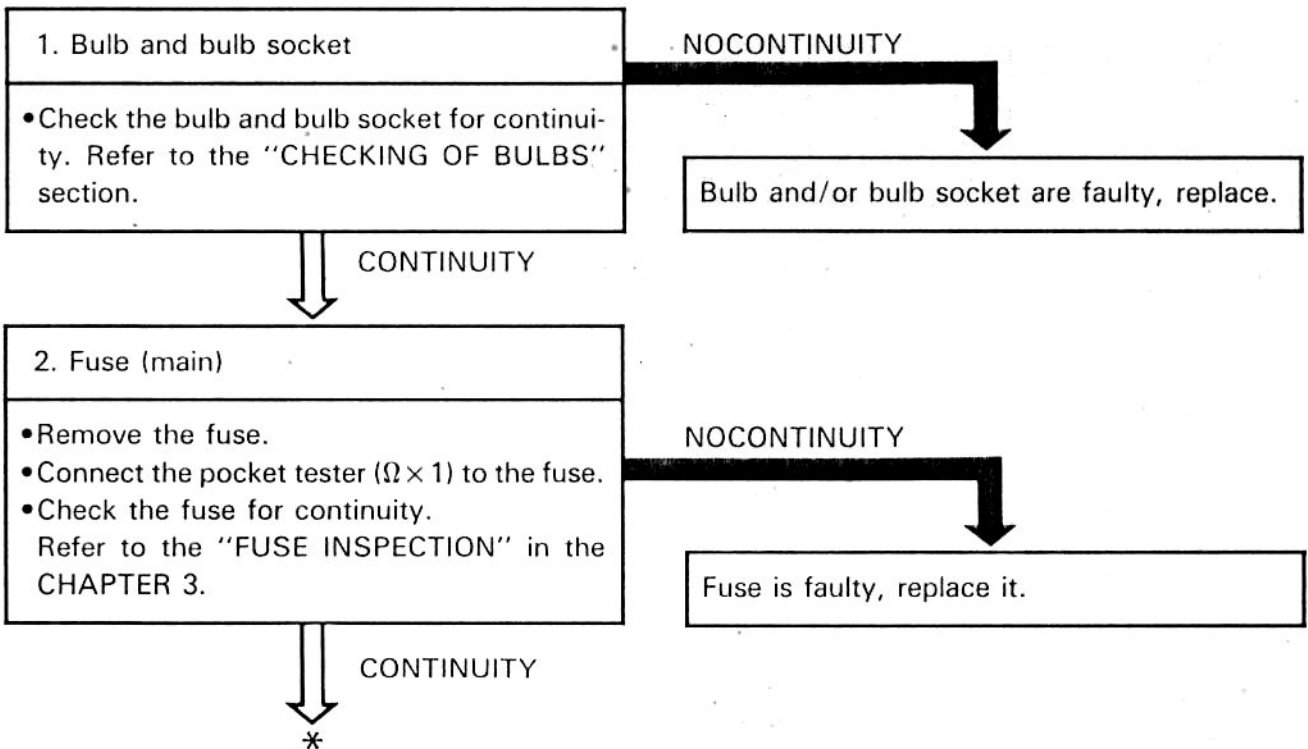 1. Bulb and bulb socket
NOCONTINUITY
•Check the bulb and bulb socket for continui-
ty. Refer to the "CHECKING OF BULBS"
section.
Bulb and/or bulb socket are faulty, replace.
CONTINUITY
2. Fuse (main)
•Remove the fuse.
•Connect the pocket tester (Ω × 1) to the fuse.
•Check the fuse for continuity.
Refer to the "FUSE INSPECTION" in the
CHAPTER 3.
NOCONTINUITY
Fuse is faulty, replace it.
CONTINUITY
*